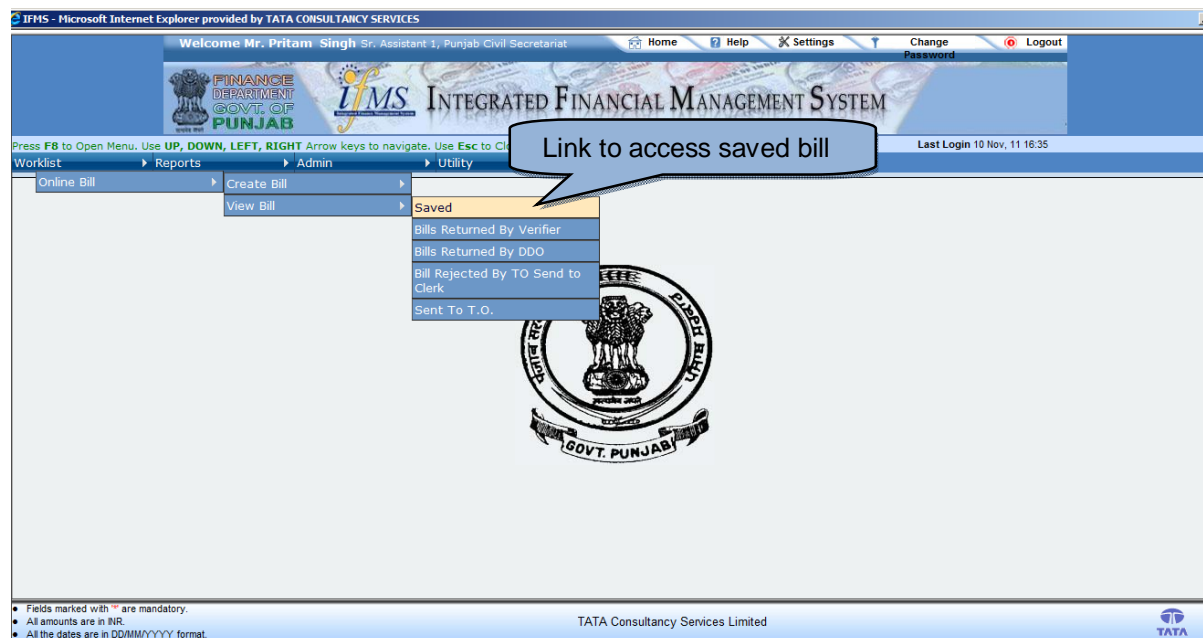 IFMS - Microsoft Internet Explorer provided by TATA CONSULTANCY SERVICES
Welcome Mr. Pritam Singh Sr. Assistant 1, Punjab Civil Secretariat
Home
Help
Settings
Change
Password
Logout
FINANCE
DEPARTMENT
GOVT. OF
PUNJAB
IFMS
INTEGRATED FINANCIAL MANAGEMENT SYSTEM
Press F8 to Open Menu. Use UP, DOWN, LEFT, RIGHT Arrow keys to navigate. Use Esc to Cl
Link to access saved bill
Last Login 10 Nov, 11 16:35
Worklist
Reports
Admin
Utility
Online Bill
Create Bill
View Bill
Saved
Bills Returned By Verifier
Bills Returned By DDO
Bill Rejected By TO Send to
Clerk
Sent To T.O.
सत्यमेव जयते
GOVT. PUNJAB
• Fields marked with '*' are mandatory.
• All amounts are in INR.
• All the dates are in DD/MM/YYYY format.
TATA Consultancy Services Limited
TATA